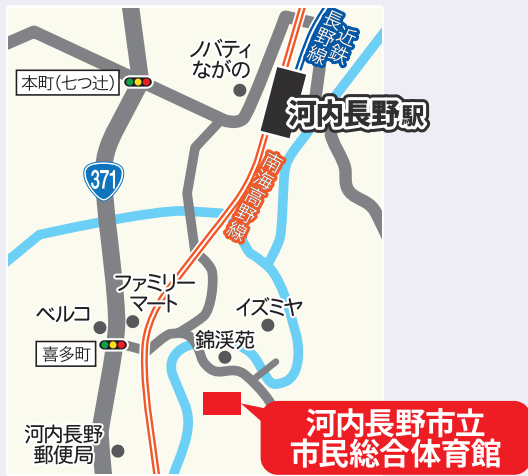 近鉄
長野線
ノバティ
ながの
本町(七つ辻)
河内長野駅
371
南海高野線
ファミリー
マート
ベルコ
イズミヤ
喜多町
錦渓苑
河内長野市立
市民総合体育館
河内長野
郵便局